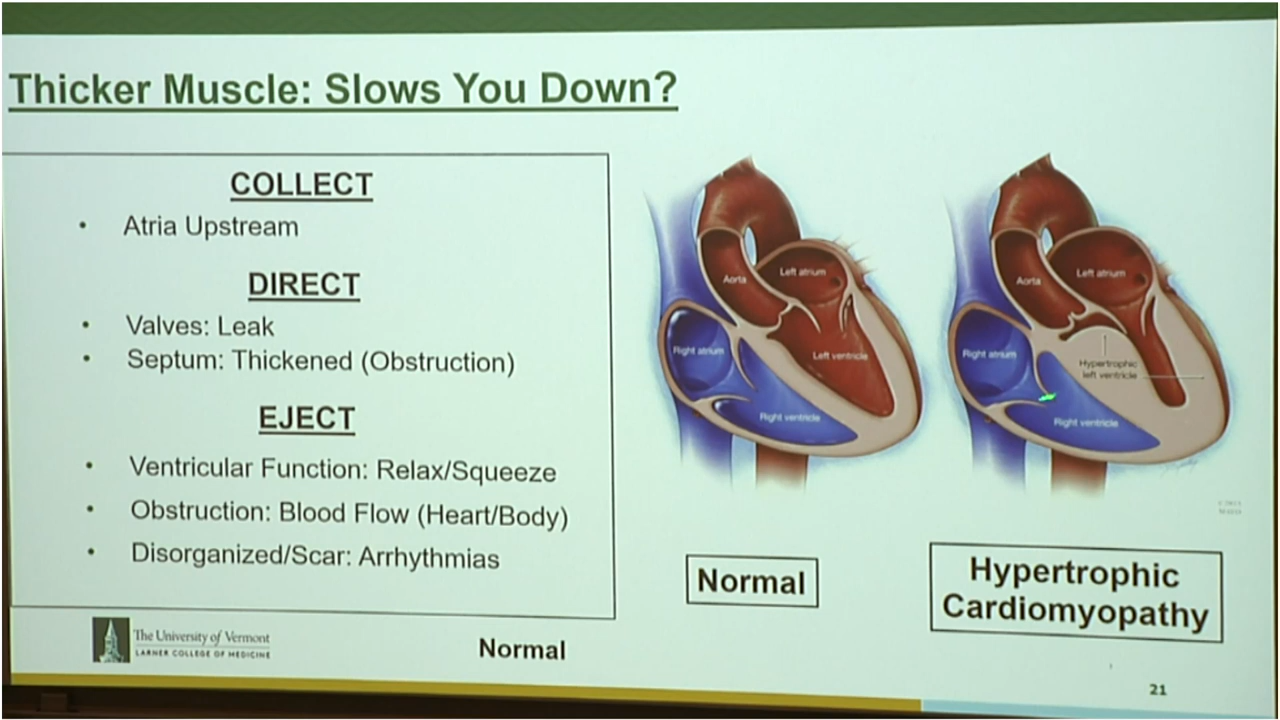 Thicker Muscle: Slows You Down?
COLLECT
• Atria Upstream
DIRECT
• Valves: Leak
• Septum: Thickened (Obstruction)
EJECT
• Ventricular Function: Relax/Squeeze
• Obstruction: Blood Flow (Heart/Body)
• Disorganized/Scar: Arrhythmias
Aorta
Left atrium
Right atrium
Left ventricle
Right ventricle
Normal
Aorta
Left atrium
Right atrium
Hypertrophic
left ventricle
Right ventricle
Hypertrophic
Cardiomyopathy
The University of Vermont
LARNER COLLEGE OF MEDICINE
Normal
21